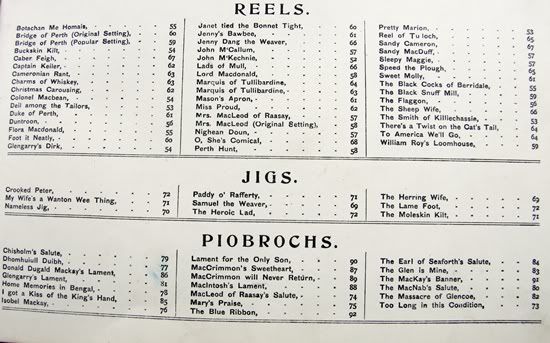 REELS.
Botachan Me Homais, 55
Bridge of Perth (Original Setting), 60
Bridge of Perth (Popular Setting), 59
Buckskin Kilt, 54
Caber Feigh, 67
Captain Keiler, 62
Cameronian Rant, 63
Charms of Whiskey, 63
Christmas Carousing, 62
Colonel Macbean, 54
Deil among the Tailors, 53
Duke of Perth, 61
Duntroon, 56
Flora Macdonald, 55
Foot it Neatly, 60
Glengarry's Dirk, 54
Janet tied the Bonnet Tight, 60
Jenny's Bawbee, 61
Jenny Dang the Weaver, 66
John M'Callum, 57
John M'Kechnie, 52
Lads of Mull, 66
Lord Macdonald, 58
Marquis of Tullibardine, 64
Marquis of Tullibardine, 63
Mason's Apron, 61
Miss Proud, 62
Mrs. MacLeod of Raasay, 57
Mrs. MacLeod (Original Setting), 58
Nighean Doun, 56
O, She's Comical, 68
Perth Hunt, 58
Pretty Marion, 53
Reel of Tulloch, 65
Sandy Cameron, 67
Sandy MacDuff,
Sleepy Maggie, 57
Speed the Plough, 65
Sweet Molly, 61
The Black Cocks of Berridale, 55
The Black Snuff Mill, 59
The Flaggon, 56
The Sheep Wife, 66
The Smith of Killiechassie, 53
There's a Twist on the Cat's Tail, 64
To America We'll Go, 64
William Roy's Loomhouse, 59
JIGS.
Crooked Peter, 72
My Wife's a Wanton Wee Thing, 71
Nameless Jig, 70
Paddy o' Rafferty, 71
Samuel the Weaver, 69
The Heroic Lad, 72
The Herring Wife, 69
The Lame Foot, 72
The Moleskin Kilt, 71
PIOBROCHS.
Chisholm's Salute, 79
Dhomhuiull Duibh, 77
Donald Dugald Mackay's Lament, 86
Glengarry's Lament, 81
Home Memories in Bengal, 78
I got a Kiss of the King's Hand, 85
Isobel Mackay, 76
Lament for the Only Son, 90
MacCrimmon's Sweetheart, 87
MacCrimmon will Never Return, 89
MacIntosh's Lament, 88
MacLeod of Raasay's Salute, 74
Mary's Praise, 75
The Blue Ribbon, 92
The Earl of Seaforth's Salute, 84
The Glen is Mine, 83
The MacKay's Banner, 91
The MacNab's Salute, 80
The Massacre of Glencoe, 82
Too Long in this Condition, 73